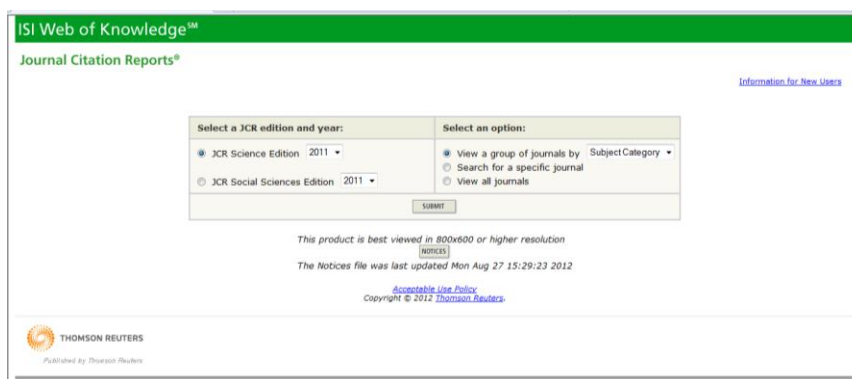 ISI Web of Knowledge℠
Journal Citation Reports®
Information for New Users
Select a JCR edition and year:
Select an option:
JCR Science Edition 2011
View a group of journals by Subject Category
Search for a specific journal
JCR Social Sciences Edition 2011
View all journals
SUBMIT
This product is best viewed in 800x600 or higher resolution
NOTICES
The Notices file was last updated Mon Aug 27 15:29:23 2012
Acceptable Use Policy
Copyright © 2012 Thomson Reuters.
THOMSON REUTERS
Published by Thomson Reuters